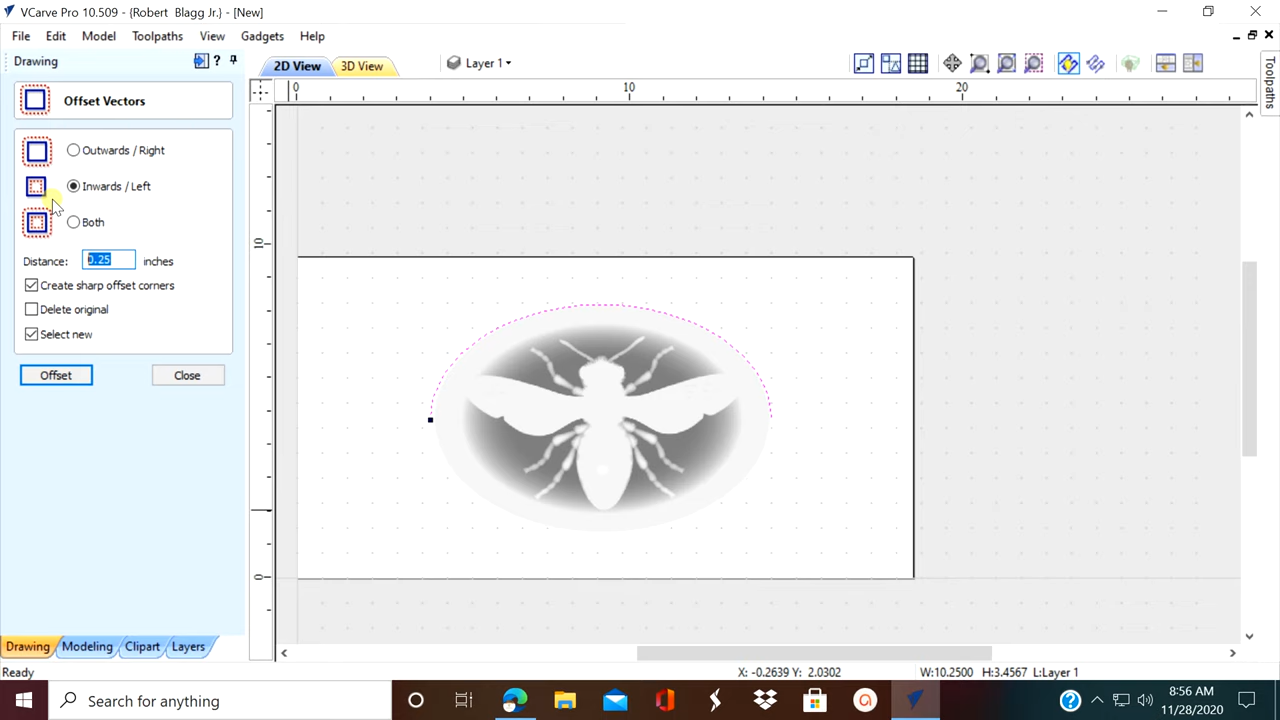 VCarve Pro 10.509 - {Robert Blagg Jr.} - [New]
File Edit Model Toolpaths View Gadgets Help
Drawing
2D View 3D View Layer 1
Offset Vectors
0 10 20
Outwards / Right
Inwards / Left
Both
10
Distance: 0.25 inches
Create sharp offset corners
Delete original
Select new
Offset Close
0
Toolpaths
Drawing Modeling Clipart Layers
Ready X: -0.2639 Y: 2.0302 W:10.2500 H:3.4567 L:Layer 1
Search for anything
8:56 AM
11/28/2020